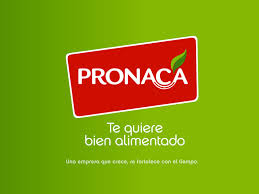 PRONACA
Te quiere
bien alimentado
Una empresa que crece, se fortalece con el tiempo.